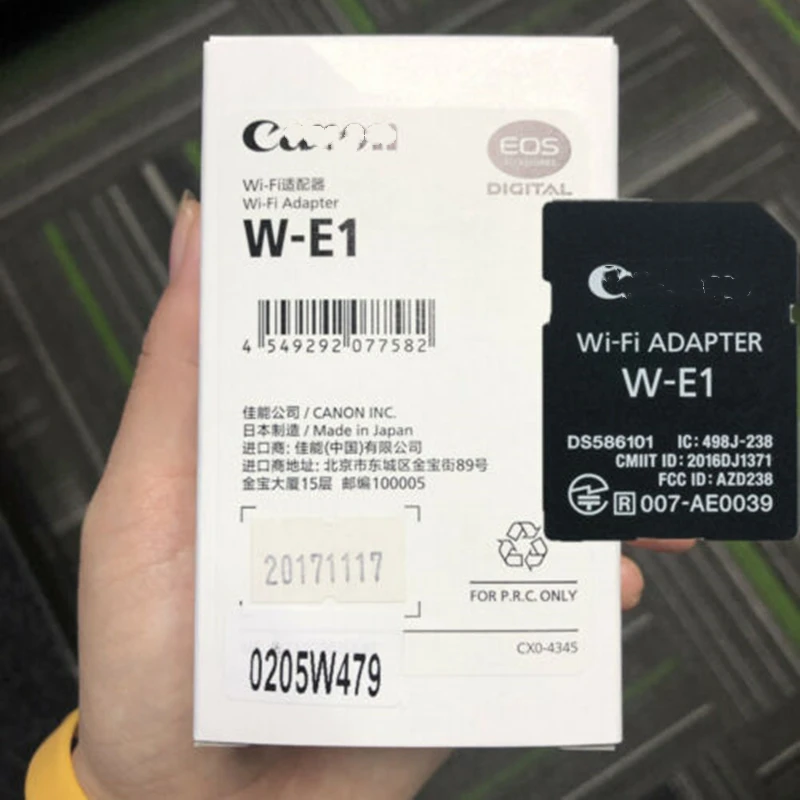 EOS
DIGITAL
Wi-Fi适配器
Wi-Fi Adapter
W-E1
4 549292 077582
佳能公司 / CANON INC.
日本制造 / Made in Japan
进口商: 佳能(中国)有限公司
进口商地址: 北京市东城区金宝街89号
金宝大厦15层 邮编100005
20171117
FOR P.R.C. ONLY
CX0-4345
0205W479
Wi-Fi ADAPTER
W-E1
DS586101 IC: 498J-238
CMIIT ID: 2016DJ1371
FCC ID: AZD238
R 007-AE0039